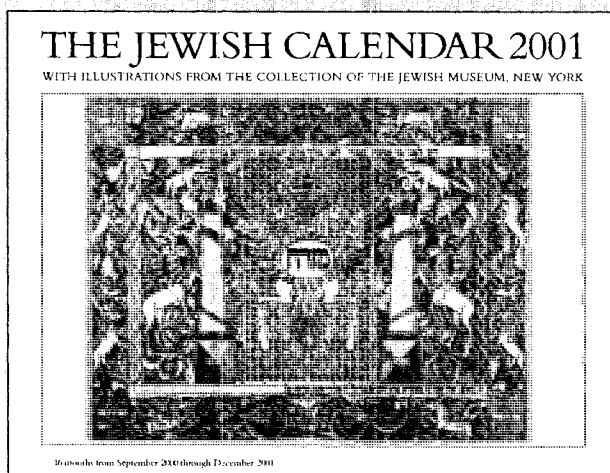 THE JEWISH CALENDAR 2001
WITH ILLUSTRATIONS FROM THE COLLECTION OF THE JEWISH MUSEUM, NEW YORK
16 months from September 2000 through December 2001